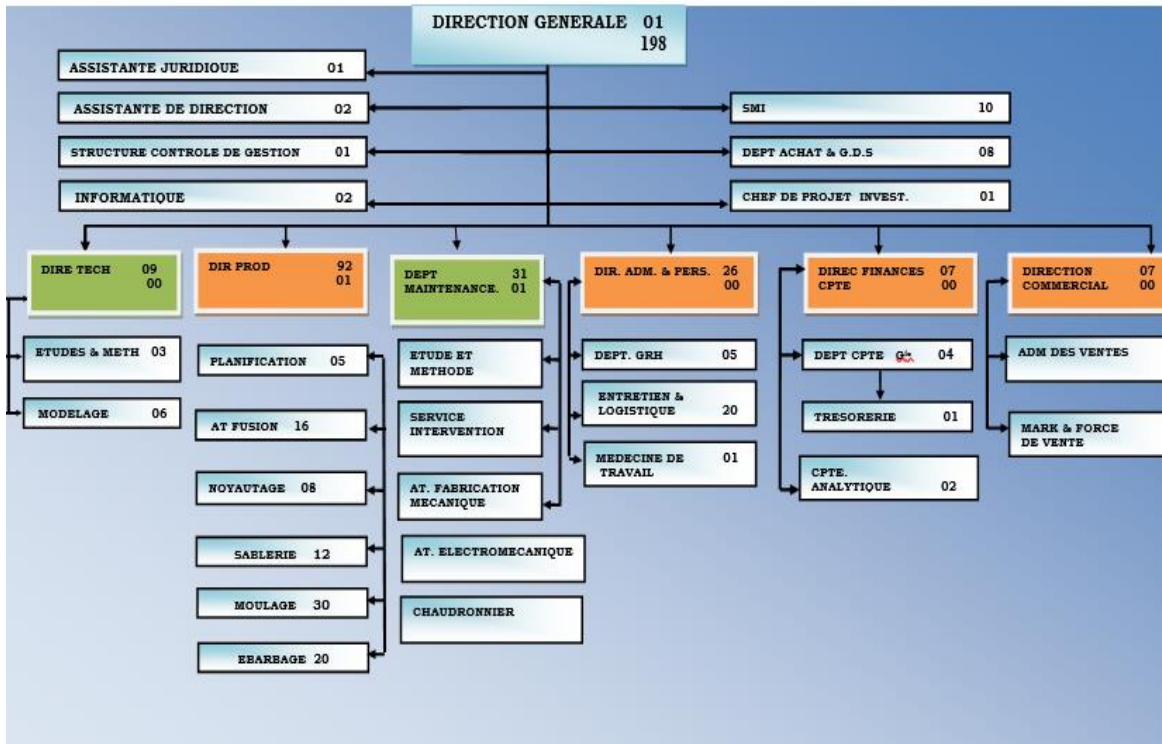 DIRECTION GENERALE 01
198
ASSISTANTE JURIDIQUE 01
ASSISTANTE DE DIRECTION 02
SMI 10
STRUCTURE CONTROLE DE GESTION 01
DEPT ACHAT & G.D.S 08
INFORMATIQUE 02
CHEF DE PROJET INVEST. 01
DIRE TECH 09
00
ETUDES & METH 03
MODELAGE 06
DIR PROD 92
01
PLANIFICATION 05
AT FUSION 16
NOYAUTAGE 08
SABLERIE 12
MOULAGE 30
EBARBAGE 20
DEPT 31
MAINTENANCE. 01
ETUDE ET
METHODE
SERVICE
INTERVENTION
AT. FABRICATION
MECANIQUE
AT. ELECTROMECANIQUE
CHAUDRONNIER
DIR. ADM. & PERS. 26
00
DEPT. GRH 05
ENTRETIEN &
LOGISTIQUE 20
MEDECINE DE 01
TRAVAIL
DIREC FINANCES 07
CPTE 00
DEPT CPTE 04
TRESORERIE 01
CPTE.
ANALYTIQUE 02
DIRECTION 07
COMMERCIAL 00
ADM DES VENTES
MARK & FORCE
DE VENTE